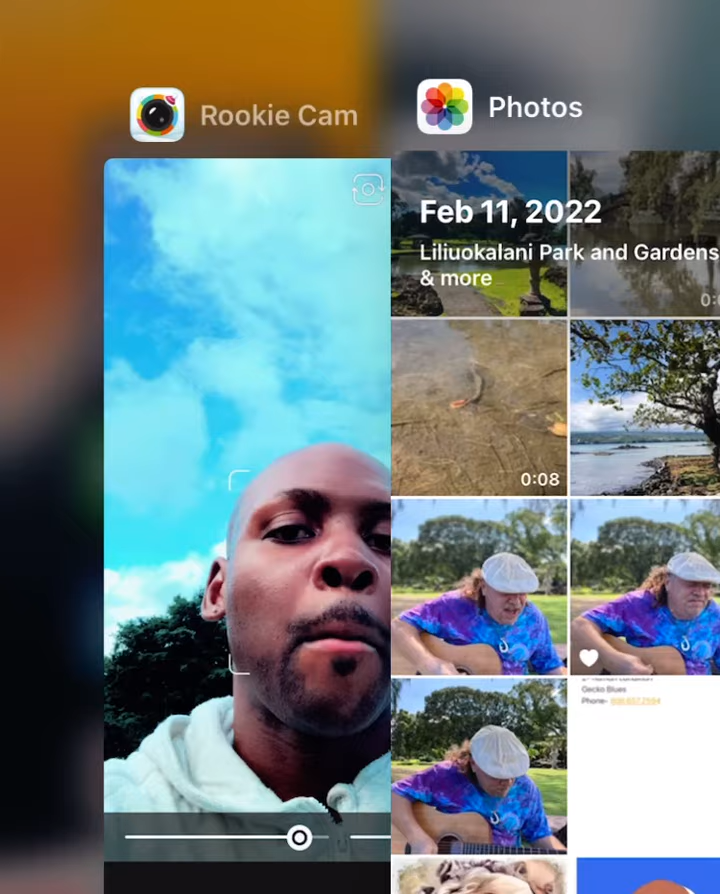 Rookie Cam
Photos
Feb 11, 2022
Liliuokalani Park and Gardens
& more
0:08
Gecko Blues
Phone-